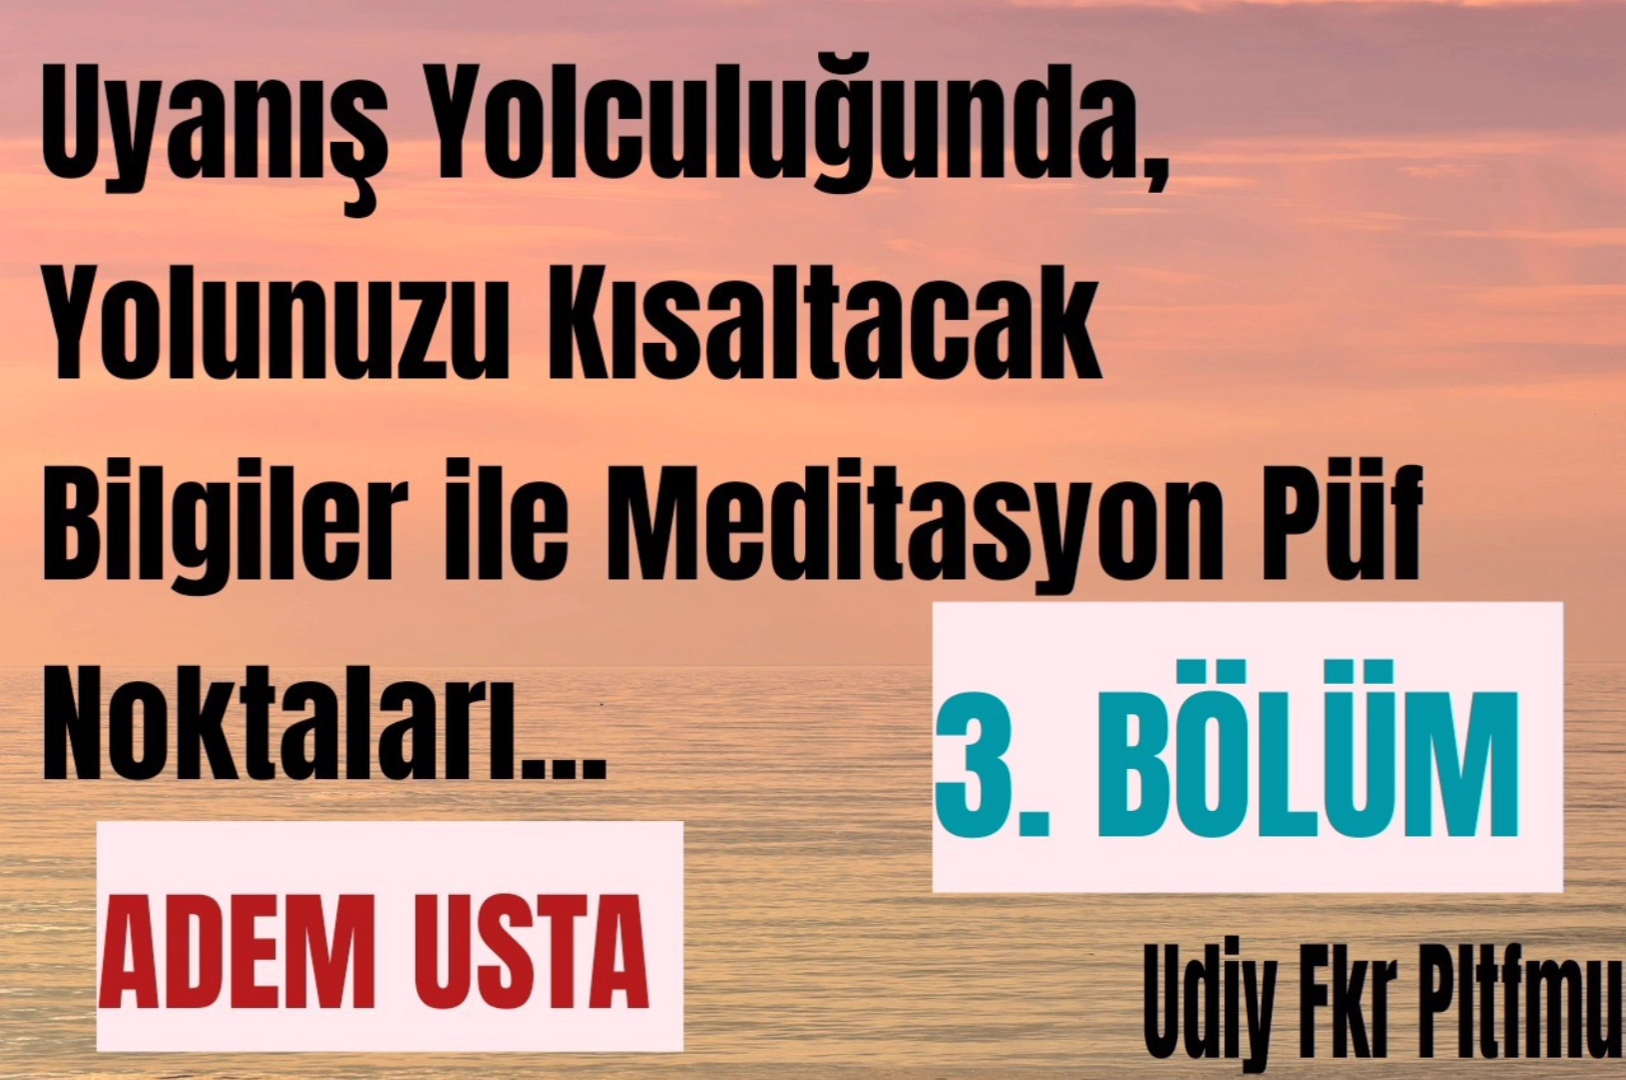 Uyanış Yolculuğunda,
Yolunuzu Kısaltacak
Bilgiler ile Meditasyon Püf
Noktaları...
3. BÖLÜM
ADEM USTA
Udiy Fkr Pltfmu